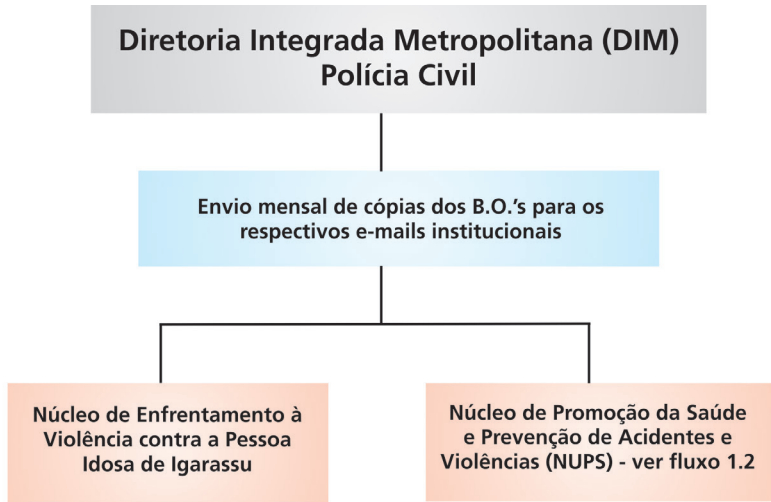 Diretoria Integrada Metropolitana (DIM)
Polícia Civil
Envio mensal de cópias dos B.O.'s para os
respectivos e-mails institucionais
Núcleo de Enfrentamento à
Violência contra a Pessoa
Idosa de Igarassu
Núcleo de Promoção da Saúde
e Prevenção de Acidentes e
Violências (NUPS) - ver fluxo 1.2